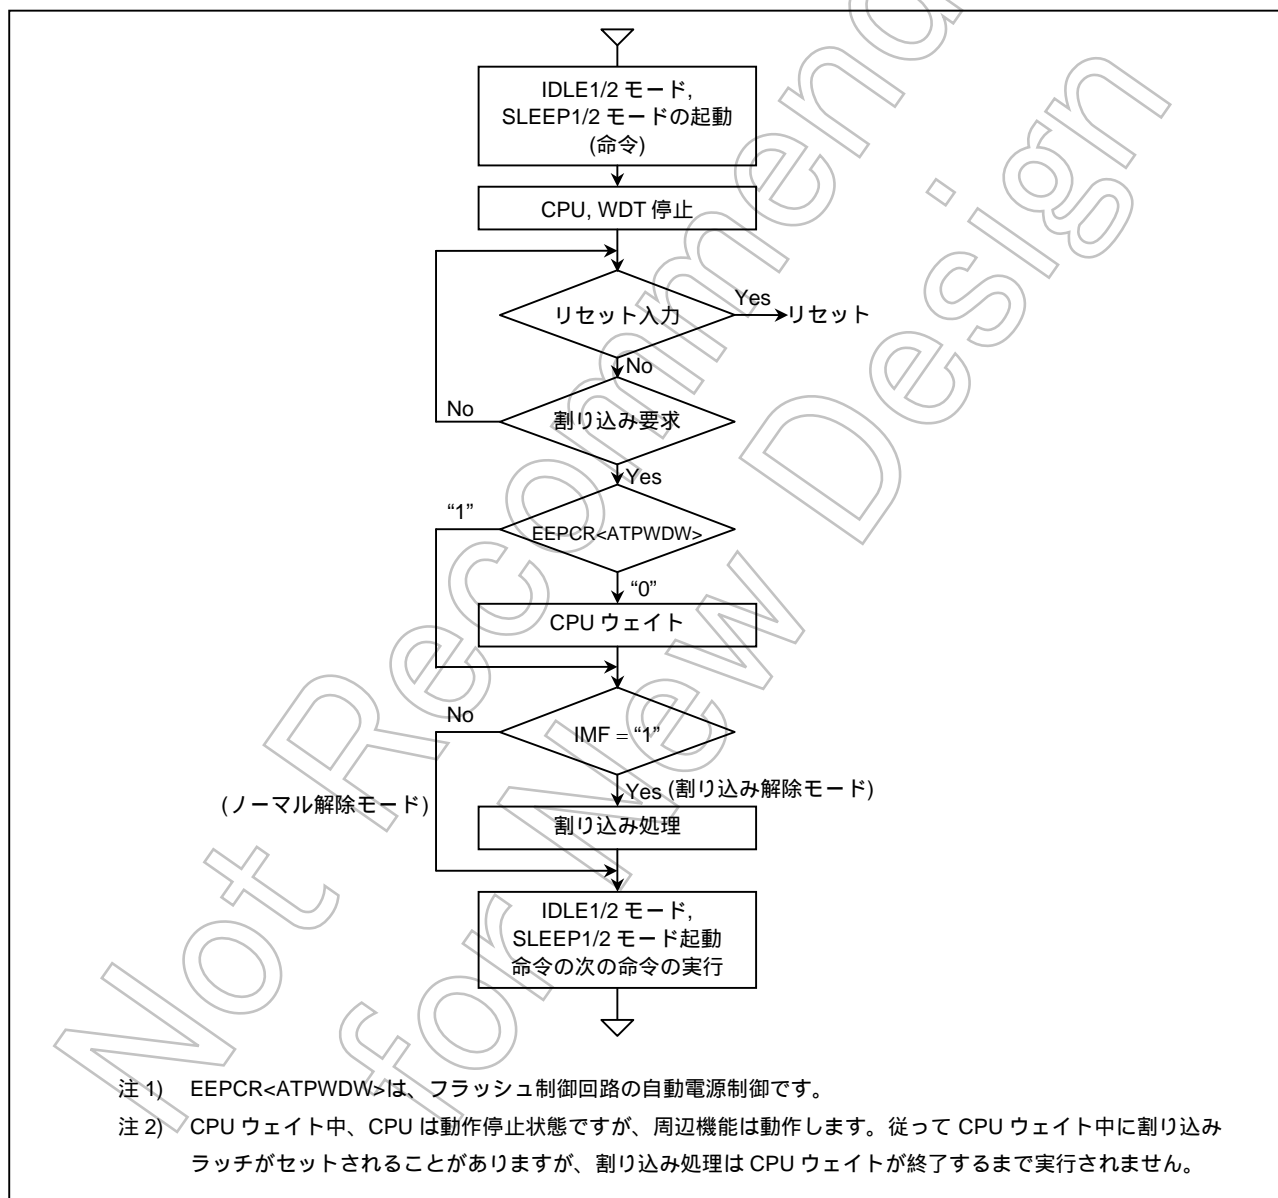 IDLE1/2 モード,
SLEEP1/2 モードの起動
(命令)
CPU, WDT 停止
リセット入力
Yes
リセット
No
割り込み要求
No
Yes
EEPCR<ATPWDW>
“1”
“0”
CPU ウェイト
IMF = “1”
No
(ノーマル解除モード)
Yes (割り込み解除モード)
割り込み処理
IDLE1/2 モード,
SLEEP1/2 モード起動
命令の次の命令の実行
注 1) EEPCR<ATPWDW>は、フラッシュ制御回路の自動電源制御です。
注 2) CPU ウェイト中、CPU は動作停止状態ですが、周辺機能は動作します。従って CPU ウェイト中に割り込み
ラッチがセットされることがありますが、割り込み処理は CPU ウェイトが終了するまで実行されません。
Not Recommend
for New Design